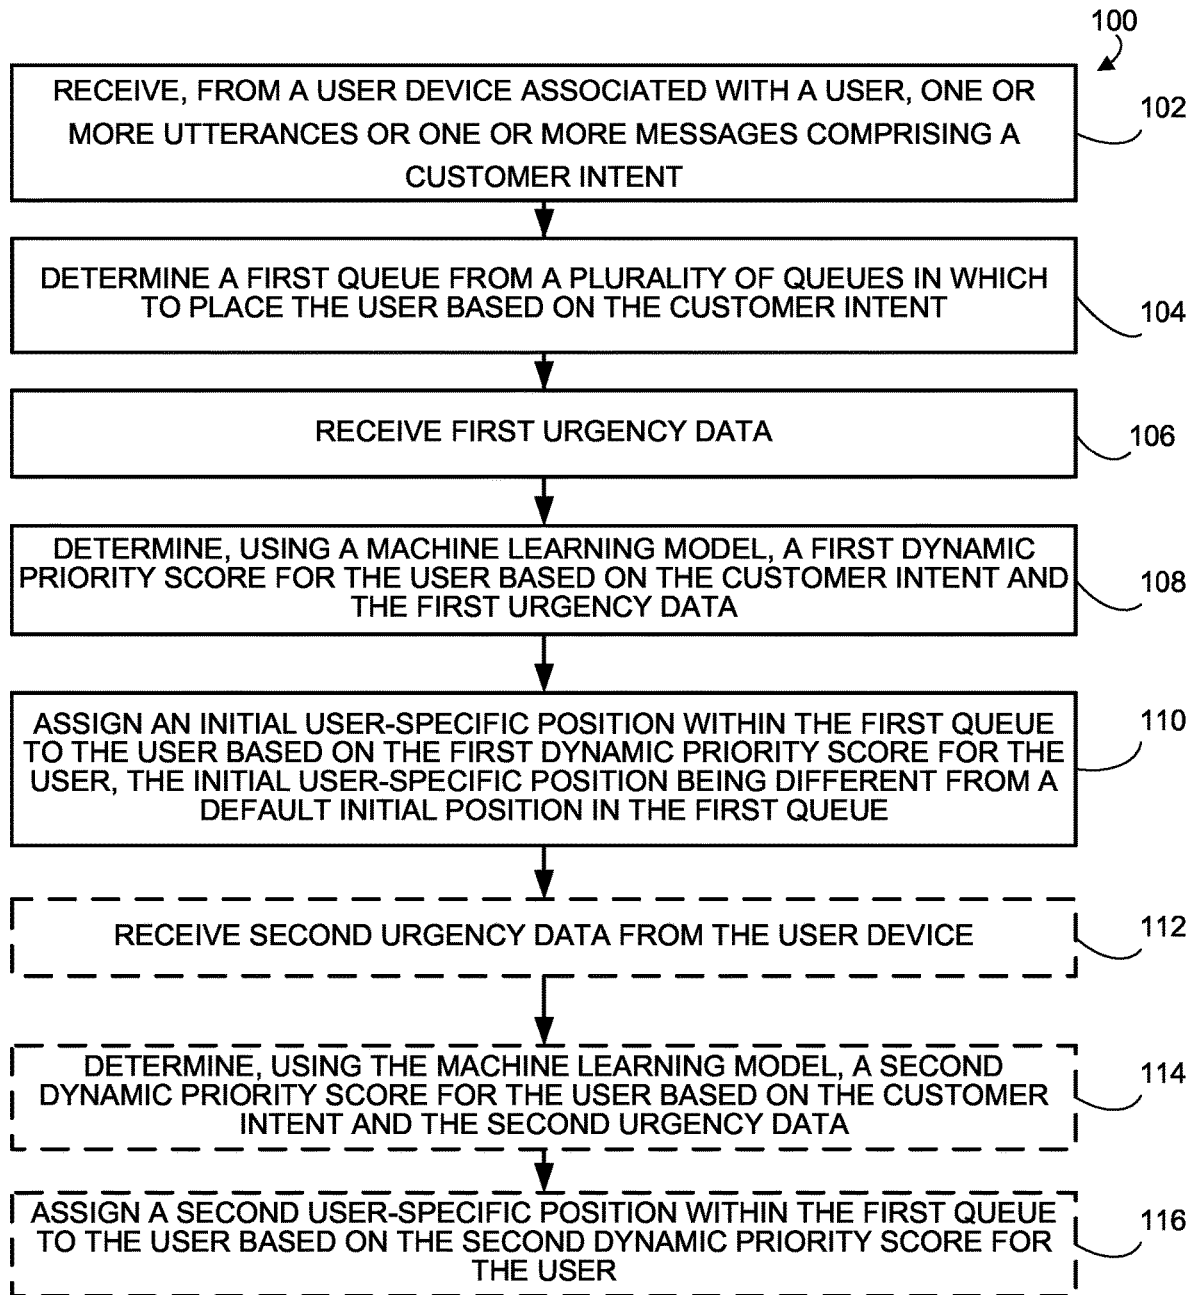 100
RECEIVE, FROM A USER DEVICE ASSOCIATED WITH A USER, ONE OR
MORE UTTERANCES OR ONE OR MORE MESSAGES COMPRISING A
CUSTOMER INTENT
102
DETERMINE A FIRST QUEUE FROM A PLURALITY OF QUEUES IN WHICH
TO PLACE THE USER BASED ON THE CUSTOMER INTENT
104
RECEIVE FIRST URGENCY DATA
106
DETERMINE, USING A MACHINE LEARNING MODEL, A FIRST DYNAMIC
PRIORITY SCORE FOR THE USER BASED ON THE CUSTOMER INTENT AND
THE FIRST URGENCY DATA
108
ASSIGN AN INITIAL USER-SPECIFIC POSITION WITHIN THE FIRST QUEUE
TO THE USER BASED ON THE FIRST DYNAMIC PRIORITY SCORE FOR THE
USER, THE INITIAL USER-SPECIFIC POSITION BEING DIFFERENT FROM A
DEFAULT INITIAL POSITION IN THE FIRST QUEUE
110
RECEIVE SECOND URGENCY DATA FROM THE USER DEVICE
112
DETERMINE, USING THE MACHINE LEARNING MODEL, A SECOND
DYNAMIC PRIORITY SCORE FOR THE USER BASED ON THE CUSTOMER
INTENT AND THE SECOND URGENCY DATA
114
ASSIGN A SECOND USER-SPECIFIC POSITION WITHIN THE FIRST QUEUE
TO THE USER BASED ON THE SECOND DYNAMIC PRIORITY SCORE FOR
THE USER
116